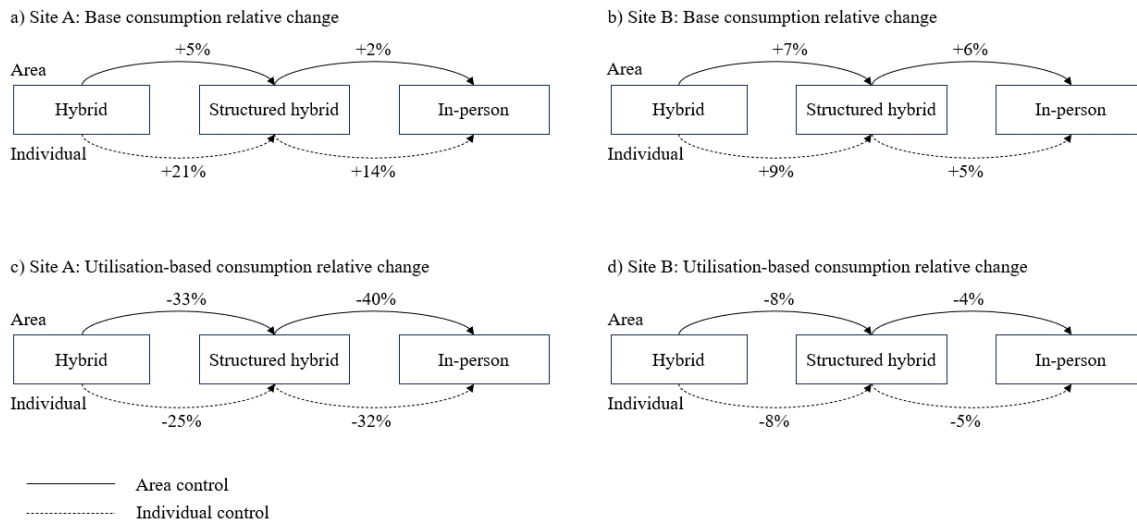 a) Site A: Base consumption relative change
+5% +2%
Area
Hybrid Structured hybrid In-person
Individual
+21% +14%
b) Site B: Base consumption relative change
+7% +6%
Area
Hybrid Structured hybrid In-person
Individual
+9% +5%
c) Site A: Utilisation-based consumption relative change
-33% -40%
Area
Hybrid Structured hybrid In-person
Individual
-25% -32%
d) Site B: Utilisation-based consumption relative change
-8% -4%
Area
Hybrid Structured hybrid In-person
Individual
-8% -5%
Area control
Individual control